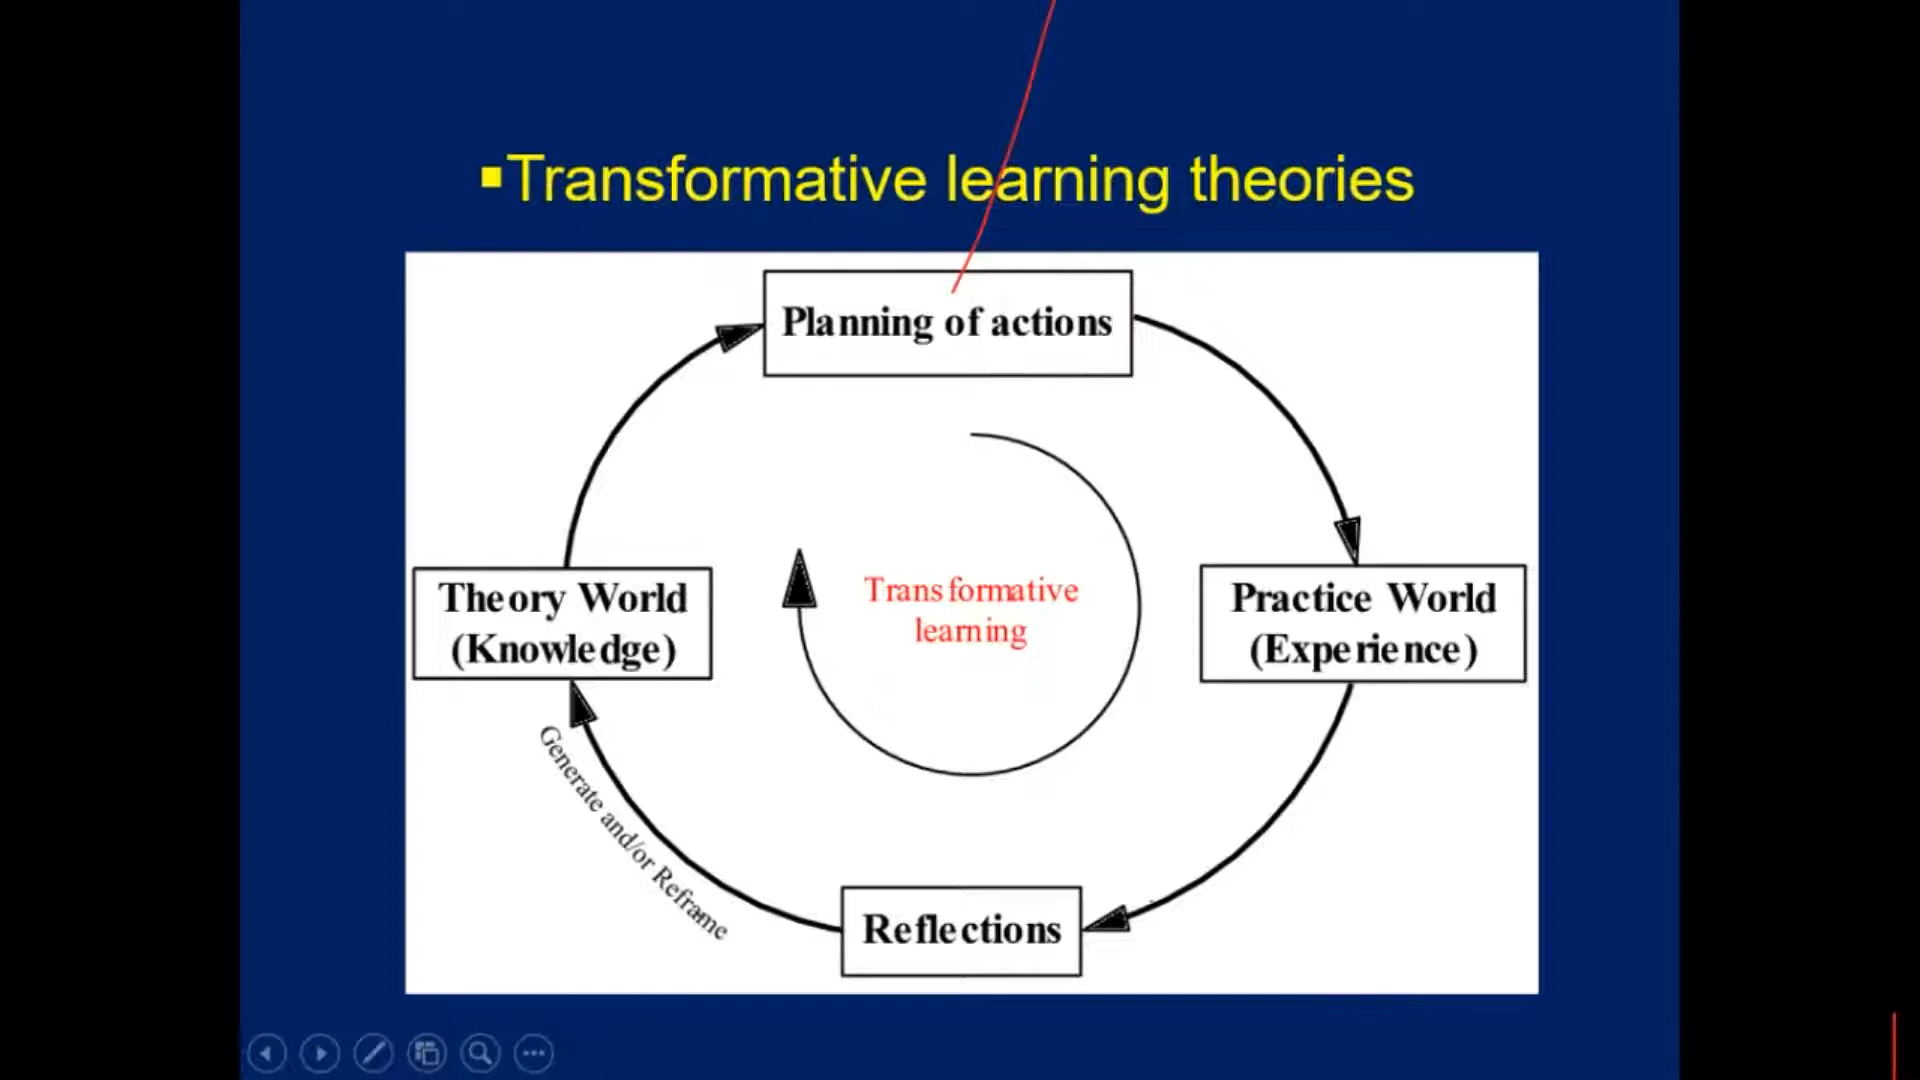 ▪Transformative learning theories
Planning of actions
Theory World
(Knowledge)
Transformative
learning
Practice World
(Experience)
Generate and/or Reframe
Reflections